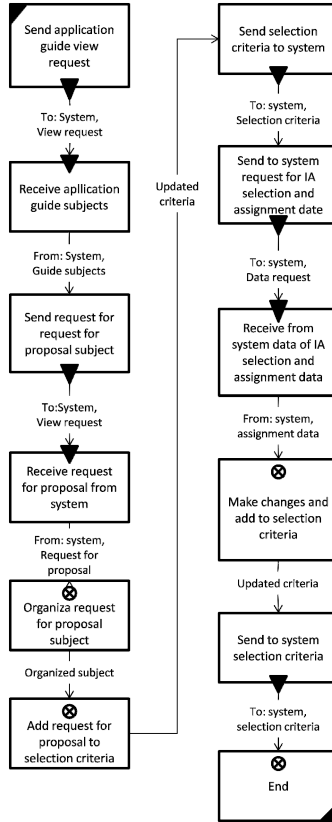 Send application
guide view
request
To: System,
View request
Receive apllication
guide subjects
From: System,
Guide subjects
Send request for
request for
proposal subject
To:System,
View request
Receive request
for proposal from
system
From: system,
Request for
proposal
Organiza request
for proposal
subject
Organized subject
Add request for
proposal to
selection criteria
Updated
criteria
Send selection
criteria to system
To: system,
Selection criteria
Send to system
request for IA
selection and
assignment date
To: system,
Data request
Receive from
system data of IA
selection and
assignment data
From: system,
assignment data
Make changes and
add to selection
criteria
Updated criteria
Send to system
selection criteria
To: system,
selection criteria
End